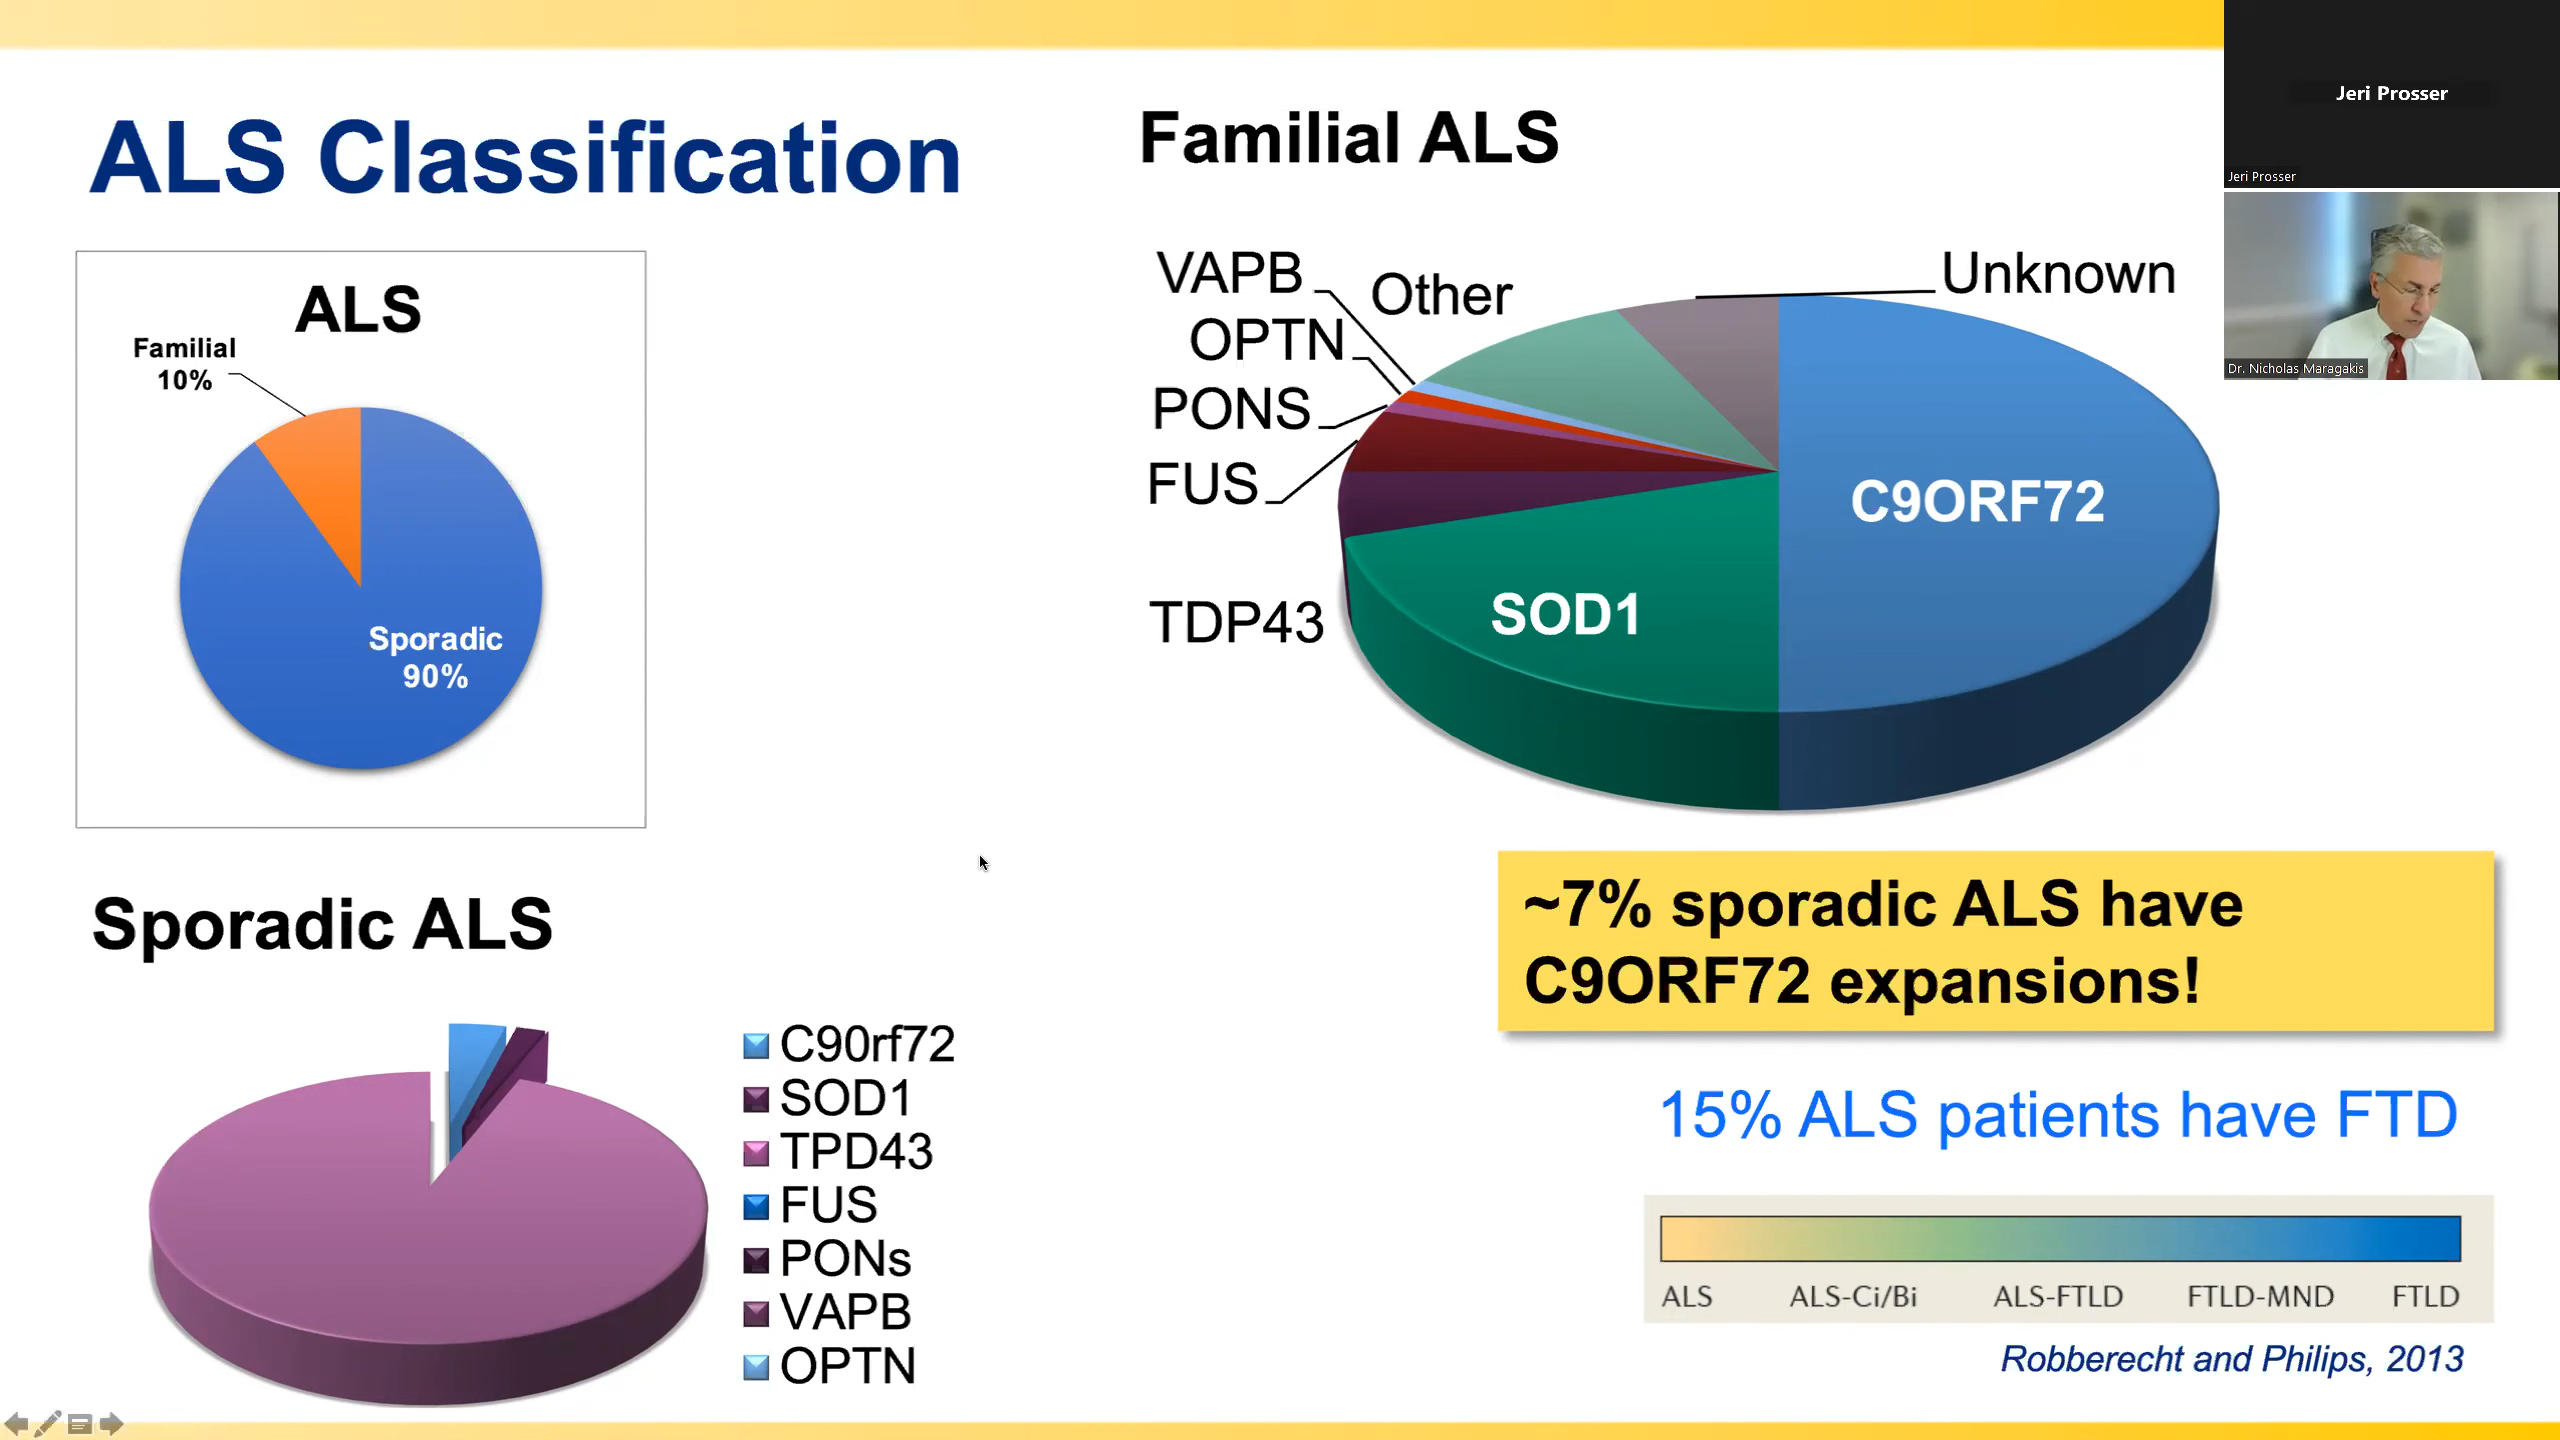 ALS Classification
ALS
Familial
10%
Sporadic
90%
Sporadic ALS
C90rf72
SOD1
TPD43
FUS
PONs
VAPB
OPTN
Familial ALS
VAPB
Other
Unknown
OPTN
PONS
FUS
TDP43
C9ORF72
SOD1
~7% sporadic ALS have
C9ORF72 expansions!
15% ALS patients have FTD
ALS ALS-Ci/Bi ALS-FTLD FTLD-MND FTLD
Robberecht and Philips, 2013
Jeri Prosser
Jeri Prosser
Dr. Nicholas Maragakis